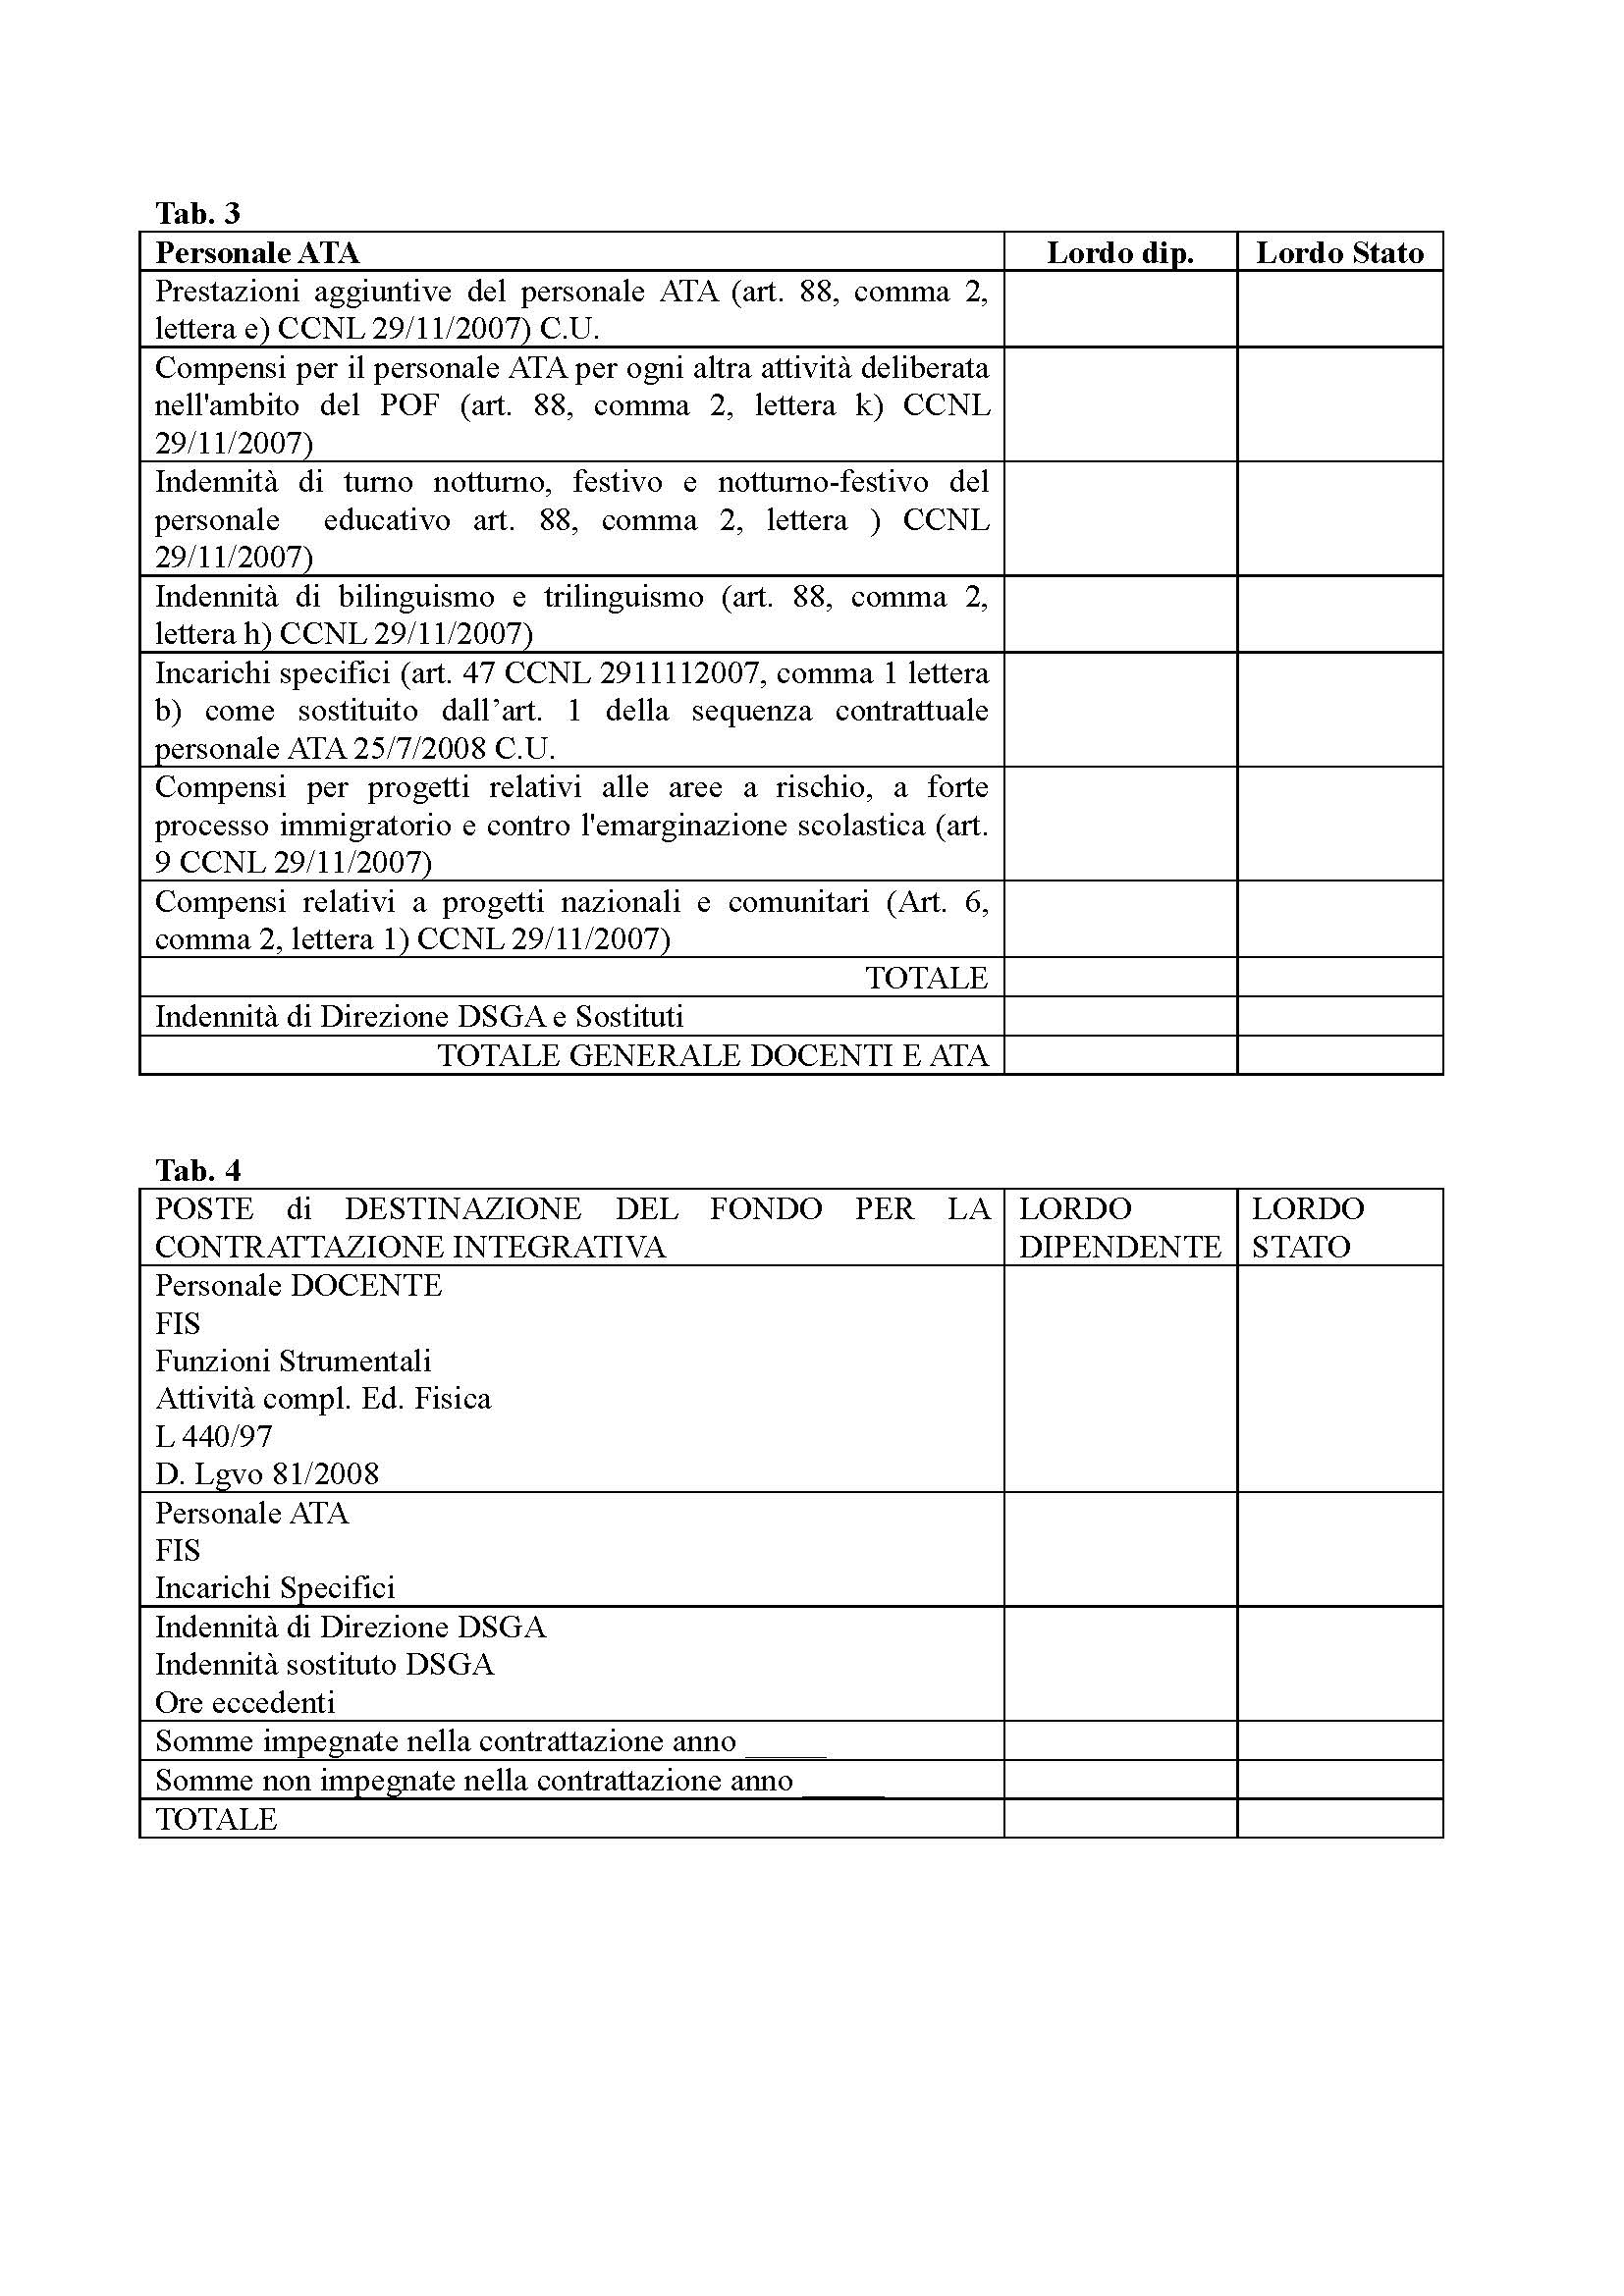 Tab. 3
Personale ATA Lordo dip. Lordo Stato
Prestazioni aggiuntive del personale ATA (art. 88, comma 2,
lettera e) CCNL 29/11/2007) C.U.
Compensi per il personale ATA per ogni altra attività deliberata
nell'ambito del POF (art. 88, comma 2, lettera k) CCNL
29/11/2007)
Indennità di turno notturno, festivo e notturno-festivo del
personale educativo art. 88, comma 2, lettera ) CCNL
29/11/2007)
Indennità di bilinguismo e trilinguismo (art. 88, comma 2,
lettera h) CCNL 29/11/2007)
Incarichi specifici (art. 47 CCNL 2911112007, comma 1 lettera
b) come sostituito dall’art. 1 della sequenza contrattuale
personale ATA 25/7/2008 C.U.
Compensi per progetti relativi alle aree a rischio, a forte
processo immigratorio e contro l'emarginazione scolastica (art.
9 CCNL 29/11/2007)
Compensi relativi a progetti nazionali e comunitari (Art. 6,
comma 2, lettera 1) CCNL 29/11/2007)
TOTALE
Indennità di Direzione DSGA e Sostituti
TOTALE GENERALE DOCENTI E ATA
Tab. 4
POSTE di DESTINAZIONE DEL FONDO PER LA LORDO LORDO
CONTRATTAZIONE INTEGRATIVA DIPENDENTE STATO
Personale DOCENTE
FIS
Funzioni Strumentali
Attività compl. Ed. Fisica
L 440/97
D. Lgvo 81/2008
Personale ATA
FIS
Incarichi Specifici
Indennità di Direzione DSGA
Indennità sostituto DSGA
Ore eccedenti
Somme impegnate nella contrattazione anno _____
Somme non impegnate nella contrattazione anno _____
TOTALE